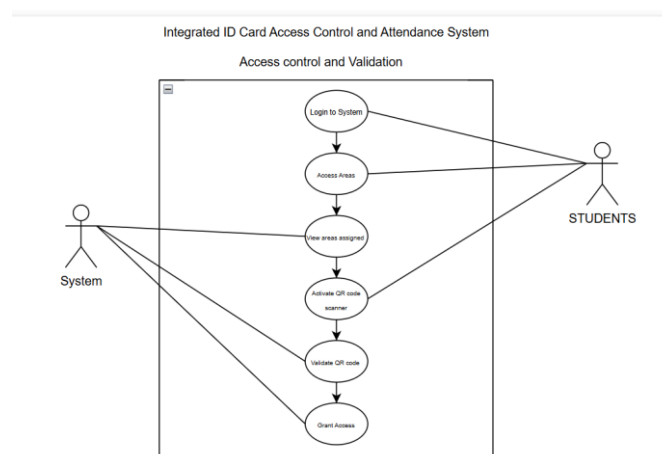 Integrated ID Card Access Control and Attendance System
Access control and Validation
Login to System
Access Areas
STUDENTS
View areas assigned
System
Activate QR code
scanner
Validate QR code
Grant Access